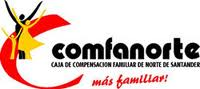 comfanorte
CAJA DE COMPENSACION FAMILIAR DE NORTE DE SANTANDER
más familiar!